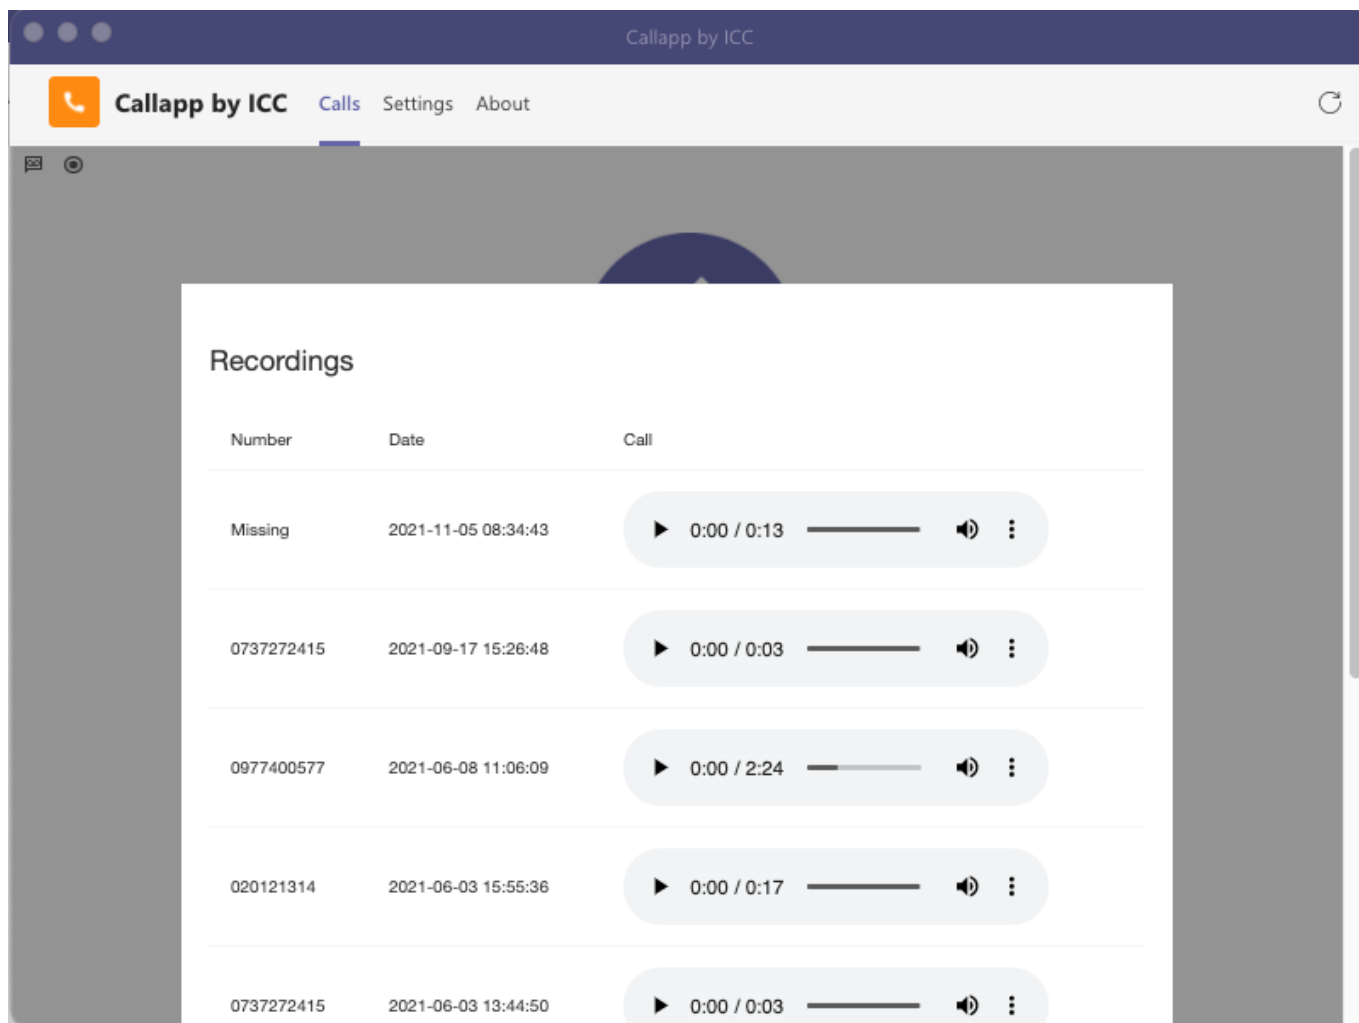 Callapp by ICC
Callapp by ICC Calls Settings About
Recordings
Number Date Call
Missing 2021-11-05 08:34:43 0:00 / 0:13
0737272415 2021-09-17 15:26:48 0:00 / 0:03
0977400577 2021-06-08 11:06:09 0:00 / 2:24
020121314 2021-06-03 15:55:36 0:00 / 0:17
0737272415 2021-06-03 13:44:50 0:00 / 0:03